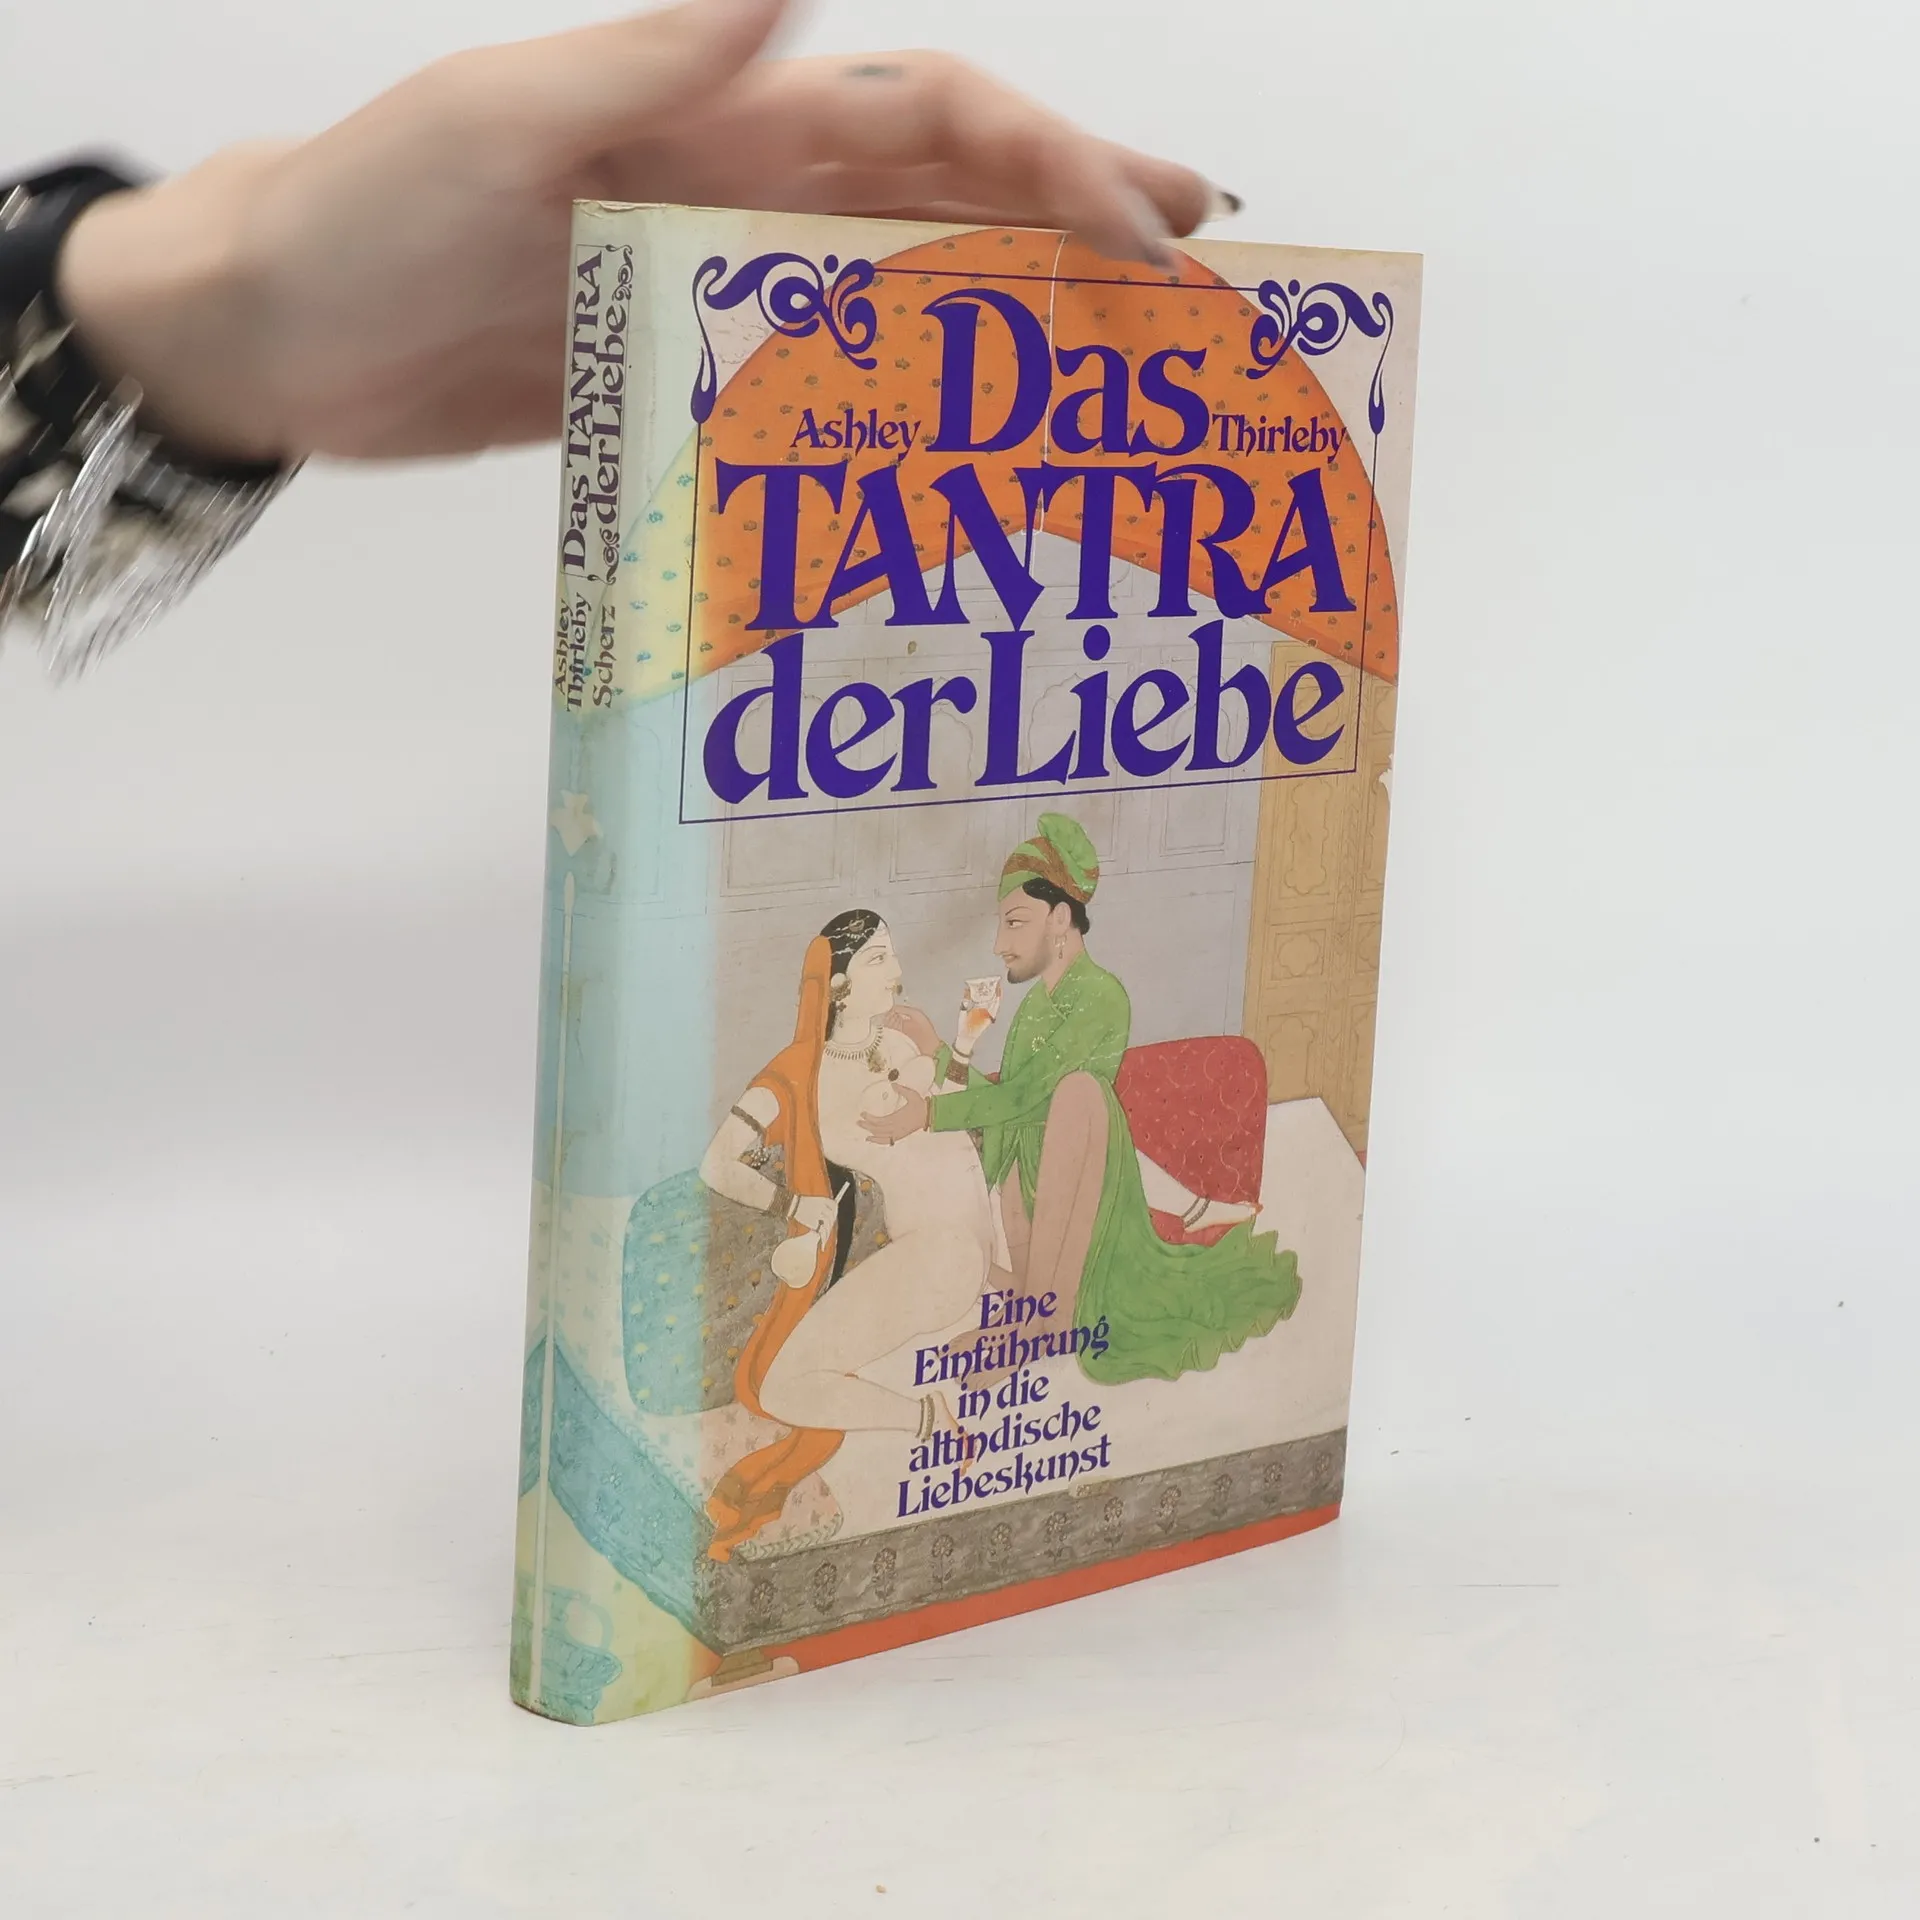 Das TANTRA
der Liebe
Ashley
Thirleby
Scherz
Das
Ashley Thirleby
TANTRA
der Liebe
Eine
Einführung
in die
altindische
Liebeskunst